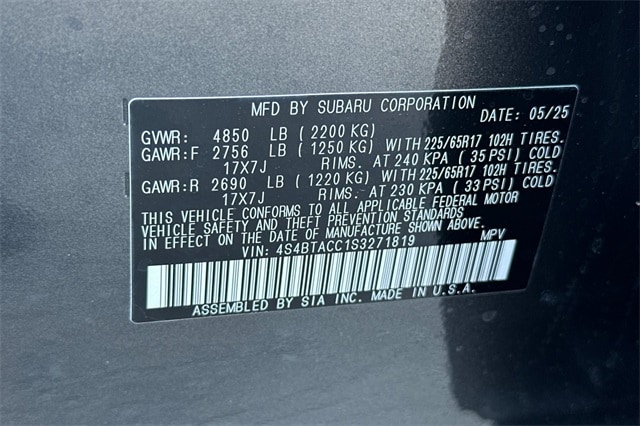 MFD BY SUBARU CORPORATION DATE: 05/25
GVWR: 4850 LB (2200 KG)
GAWR:F 2756 LB (1250 KG) WITH 225/65R17 102H TIRES.
17X7J RIMS. AT 240 KPA (35 PSI) COLD
GAWR:R 2690 LB (1220 KG) WITH 225/65R17 102H TIRES.
17X7J RIMS. AT 230 KPA (33 PSI) COLD
THIS VEHICLE CONFORMS TO ALL APPLICABLE FEDERAL MOTOR
VEHICLE SAFETY AND THEFT PREVENTION STANDARDS
IN EFFECT ON THE DATE OF MANUFACTURE SHOWN ABOVE.
VIN: 4S4BTACC1S3271819 MPV
ASSEMBLED BY SIA INC. MADE IN U.S.A.